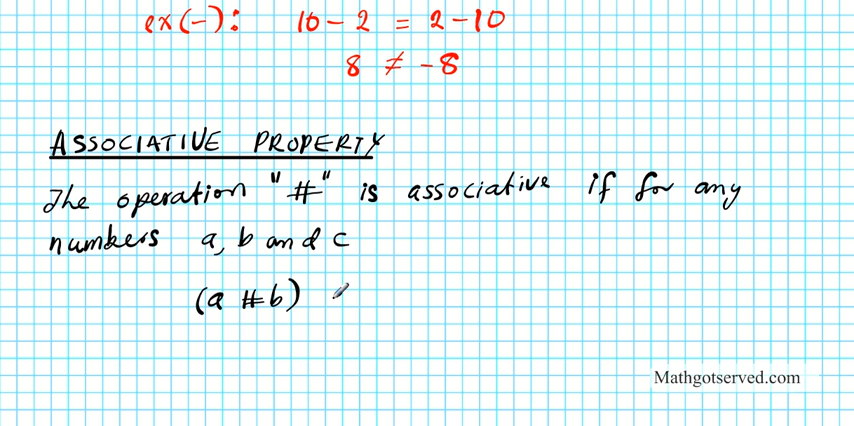 ex(-): 10 - 2 = 2 - 10
8 ≠ -8
ASSOCIATIVE PROPERTY
The operation "#" is associative if for any
numbers a, b and c
(a # b)
Mathgotserved.com